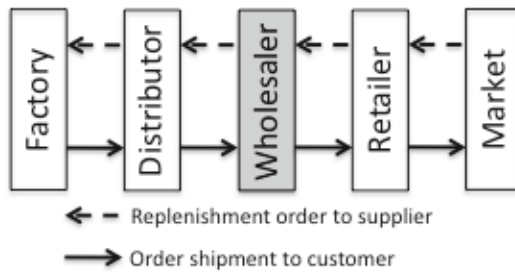 Factory
Distributor
Wholesaler
Retailer
Market
Replenishment order to supplier
Order shipment to customer